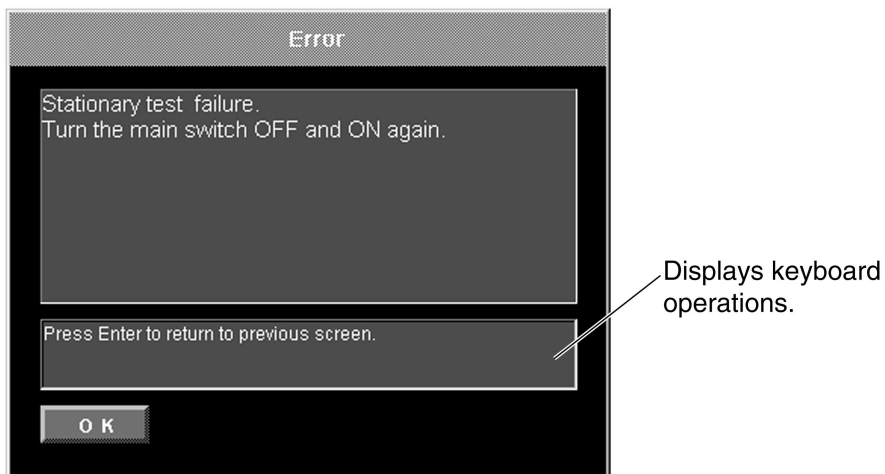 Error
Stationary test failure.
Turn the main switch OFF and ON again.
Displays keyboard
operations.
Press Enter to return to previous screen.
O K